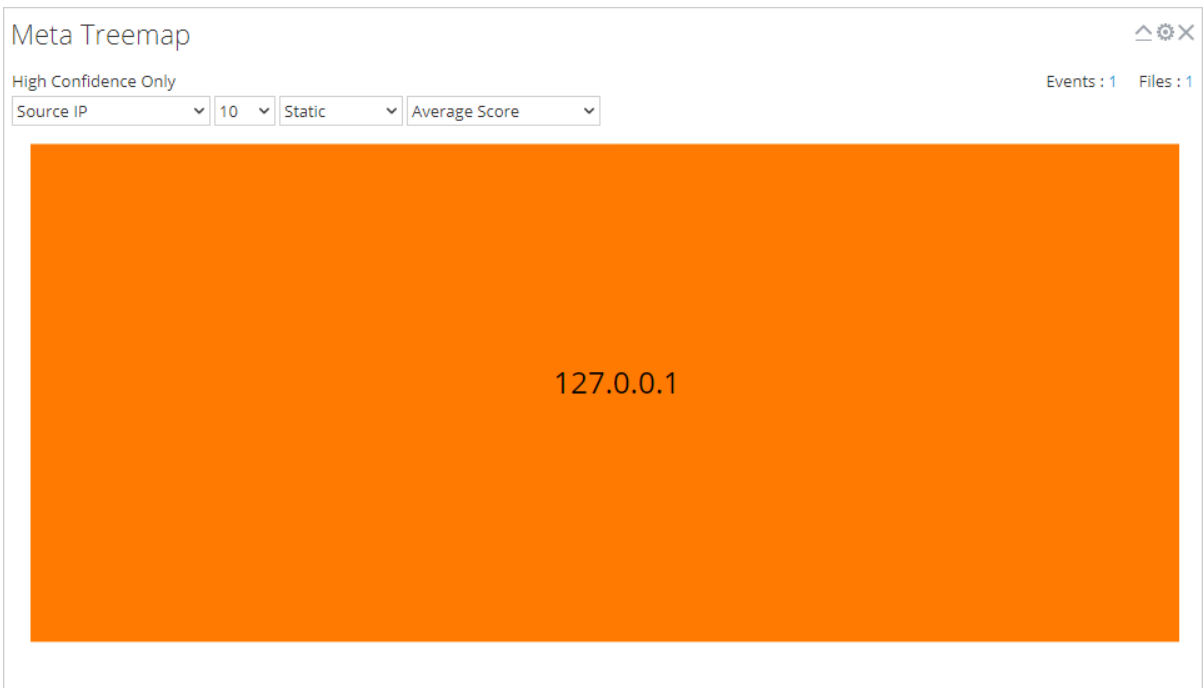 Meta Treemap
High Confidence Only
Events : 1 Files : 1
Source IP 10 Static Average Score
127.0.0.1